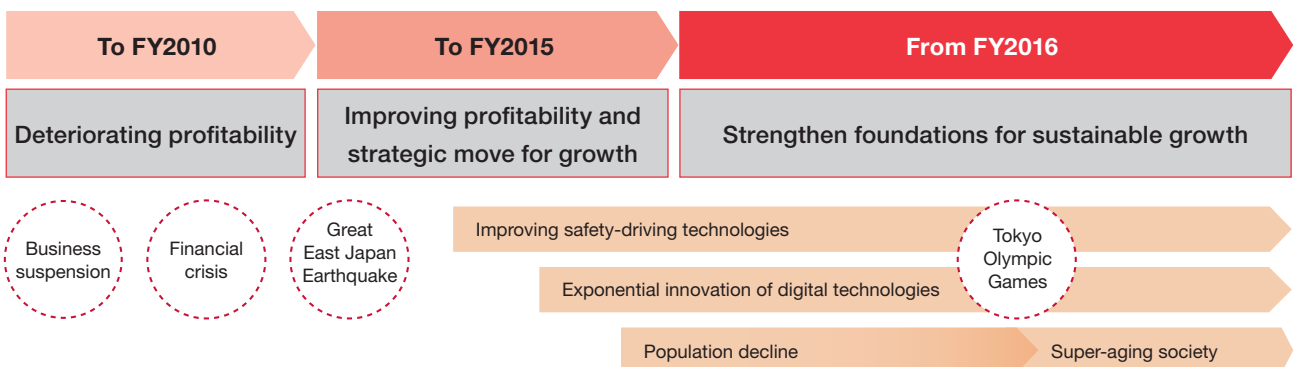 To FY2010
To FY2015
From FY2016
Deteriorating profitability
Improving profitability and
strategic move for growth
Strengthen foundations for sustainable growth
Business
suspension
Financial
crisis
Great
East Japan
Earthquake
Improving safety-driving technologies
Tokyo
Olympic
Games
Exponential innovation of digital technologies
Population decline
Super-aging society